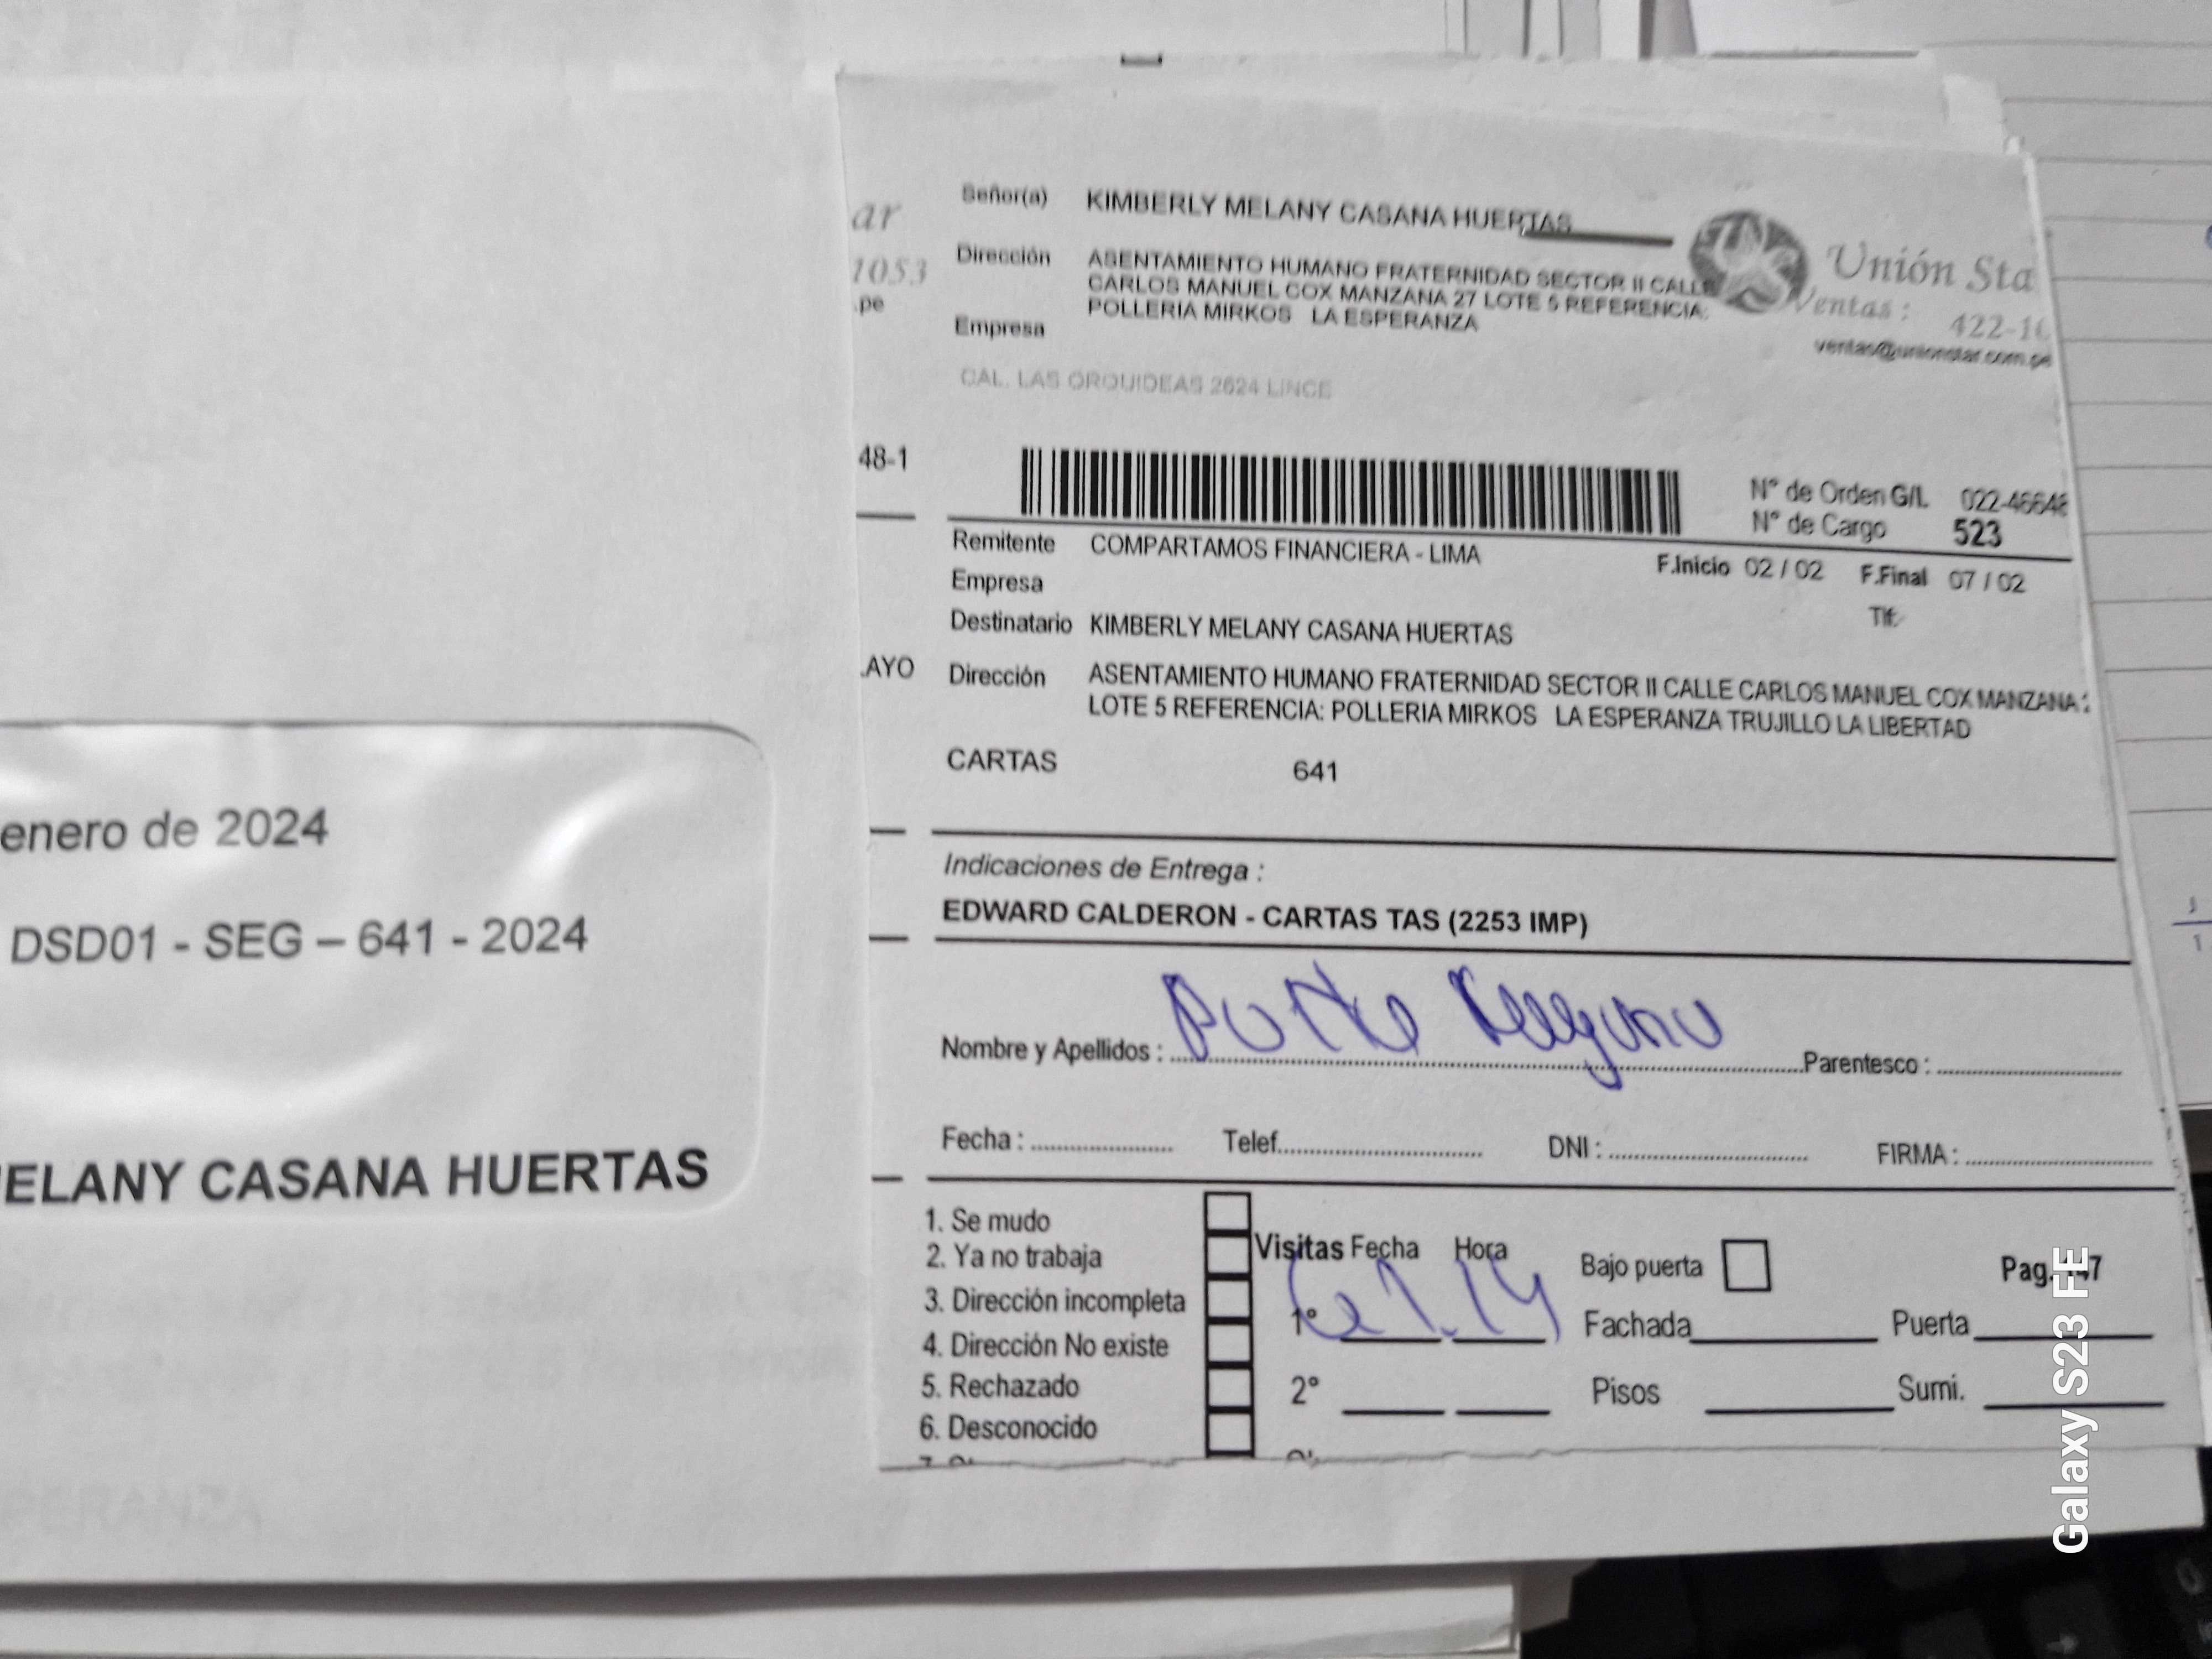 enero de 2024
DSD01 - SEG – 641 - 2024
ELANY CASANA HUERTAS
ar
1053
.pe
48-1
.AYO
Señor(a) KIMBERLY MELANY CASANA HUERTAS
Dirección ASENTAMIENTO HUMANO FRATERNIDAD SECTOR II CALLE
CARLOS MANUEL COX MANZANA 27 LOTE 5 REFERENCIA:
POLLERIA MIRKOS LA ESPERANZA
Empresa
CAL. LAS ORQUIDEAS 2624 LINCE
Unión Sta
Ventas : 422-10
ventas@unionstar.com.pe
N° de Orden G/L 022-46648
N° de Cargo 523
Remitente COMPARTAMOS FINANCIERA - LIMA
F.Inicio 02 / 02 F.Final 07 / 02
Empresa
Tlf:
Destinatario KIMBERLY MELANY CASANA HUERTAS
Dirección ASENTAMIENTO HUMANO FRATERNIDAD SECTOR II CALLE CARLOS MANUEL COX MANZANA
LOTE 5 REFERENCIA: POLLERIA MIRKOS LA ESPERANZA TRUJILLO LA LIBERTAD
CARTAS 641
Indicaciones de Entrega :
EDWARD CALDERON - CARTAS TAS (2253 IMP)
Nombre y Apellidos : Parentesco :
Fecha : Telef. DNI : FIRMA :
1. Se mudo
2. Ya no trabaja
3. Dirección incompleta
4. Dirección No existe
5. Rechazado
6. Desconocido
Visitas Fecha Hora
1°
2°
Bajo puerta Pag. 47
Fachada Puerta
Pisos Sumi.
Galaxy S23 FE